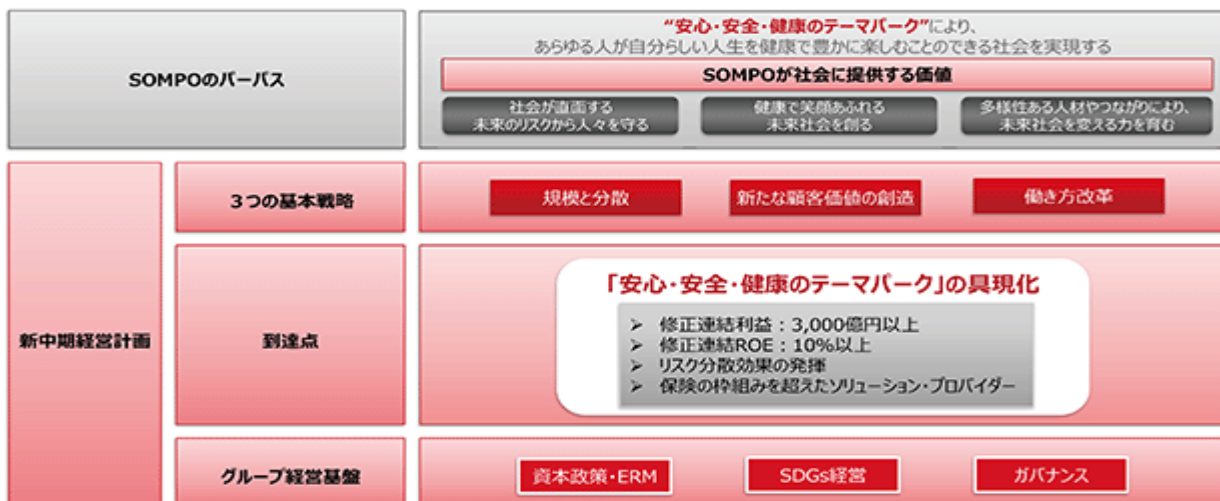 SOMPOのパーパス
“安心・安全・健康のテーマパーク”により、
あらゆる人が自分らしい人生を健康で豊かに楽しむことのできる社会を実現する
SOMPOが社会に提供する価値
社会が直面する
未来のリスクから人々を守る
健康で笑顔あふれる
未来社会を創る
多様性ある人材やつながりにより、
未来社会を変える力を育む
新中期経営計画
3つの基本戦略
規模と分散
新たな顧客価値の創造
働き方改革
到達点
「安心・安全・健康のテーマパーク」の具現化
➢ 修正連結利益：3,000億円以上
➢ 修正連結ROE：10%以上
➢ リスク分散効果の発揮
➢ 保険の枠組みを超えたソリューション・プロバイダー
グループ経営基盤
資本政策・ERM
SDGs経営
ガバナンス